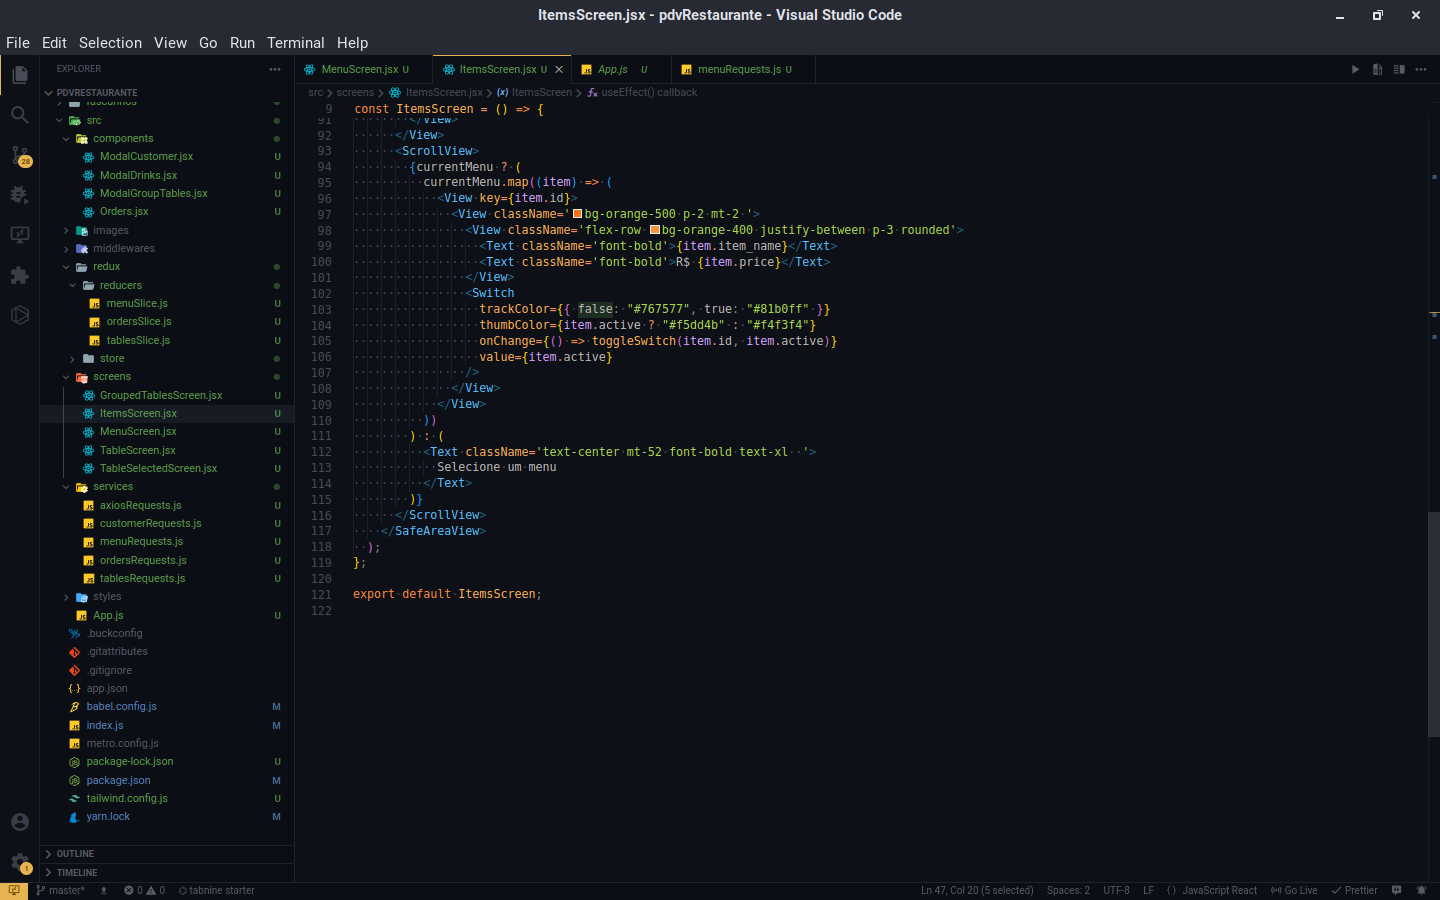 ItemsScreen.jsx - pdvRestaurante - Visual Studio Code
File Edit Selection View Go Run Terminal Help
EXPLORER
MenuScreen.jsx U
ItemsScreen.jsx U
App.js U
menuRequests.js U
PDVRESTAURANTE
src
components
ModalCustomer.jsx U
ModalDrinks.jsx U
ModalGroupTables.jsx U
Orders.jsx U
images
middlewares
redux
reducers
menuSlice.js U
ordersSlice.js U
tablesSlice.js U
store
screens
GroupedTablesScreen.jsx U
ItemsScreen.jsx U
MenuScreen.jsx U
TableScreen.jsx U
TableSelectedScreen.jsx U
services
axiosRequests.js U
customerRequests.js U
menuRequests.js U
ordersRequests.js U
tablesRequests.js U
styles
App.js U
.buckconfig
.gitattributes
.gitignore
app.json
babel.config.js M
index.js M
metro.config.js
package-lock.json U
package.json M
tailwind.config.js U
yarn.lock M
OUTLINE
TIMELINE
28
1
src > screens > ItemsScreen.jsx > ItemsScreen > useEffect() callback
9 const ItemsScreen = () => {
91 </View>
92 </View>
93 <ScrollView>
94 {currentMenu ? (
95 currentMenu.map((item) => (
96 <View key={item.id}>
97 <View className='bg-orange-500 p-2 mt-2 '>
98 <View className='flex-row bg-orange-400 justify-between p-3 rounded'>
99 <Text className='font-bold'>{item.item_name}</Text>
100 <Text className='font-bold'>R$ {item.price}</Text>
101 </View>
102 <Switch
103 trackColor={{ false: "#767577", true: "#81b0ff" }}
104 thumbColor={item.active ? "#f5dd4b" : "#f4f3f4"}
105 onChange={() => toggleSwitch(item.id, item.active)}
106 value={item.active}
107 />
108 </View>
109 </View>
110 ))
111 ) : (
112 <Text className='text-center mt-52 font-bold text-xl  '>
113 Selecione um menu
114 </Text>
115 )}
116 </ScrollView>
117 </SafeAreaView>
118 );
119 };
120
121 export default ItemsScreen;
122
master* 0 0 tabnine starter
Ln 47, Col 20 (5 selected) Spaces: 2 UTF-8 LF { } JavaScript React Go Live Prettier